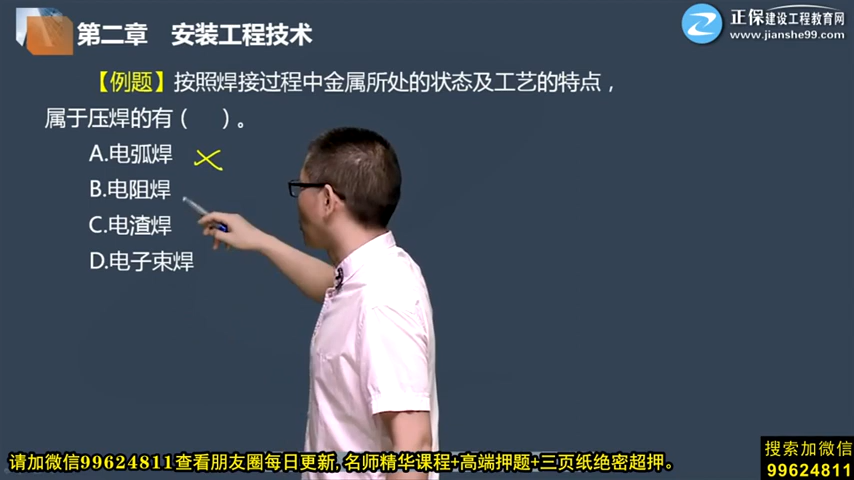 第二章 安装工程技术
正保建设工程教育网
www.jianshe99.com
【例题】按照焊接过程中金属所处的状态及工艺的特点，
属于压焊的有（ ）。
A.电弧焊
B.电阻焊
C.电渣焊
D.电子束焊
请加微信99624811查看朋友圈每日更新,名师精华课程+高端押题+三页纸绝密超押。
搜索加微信
99624811